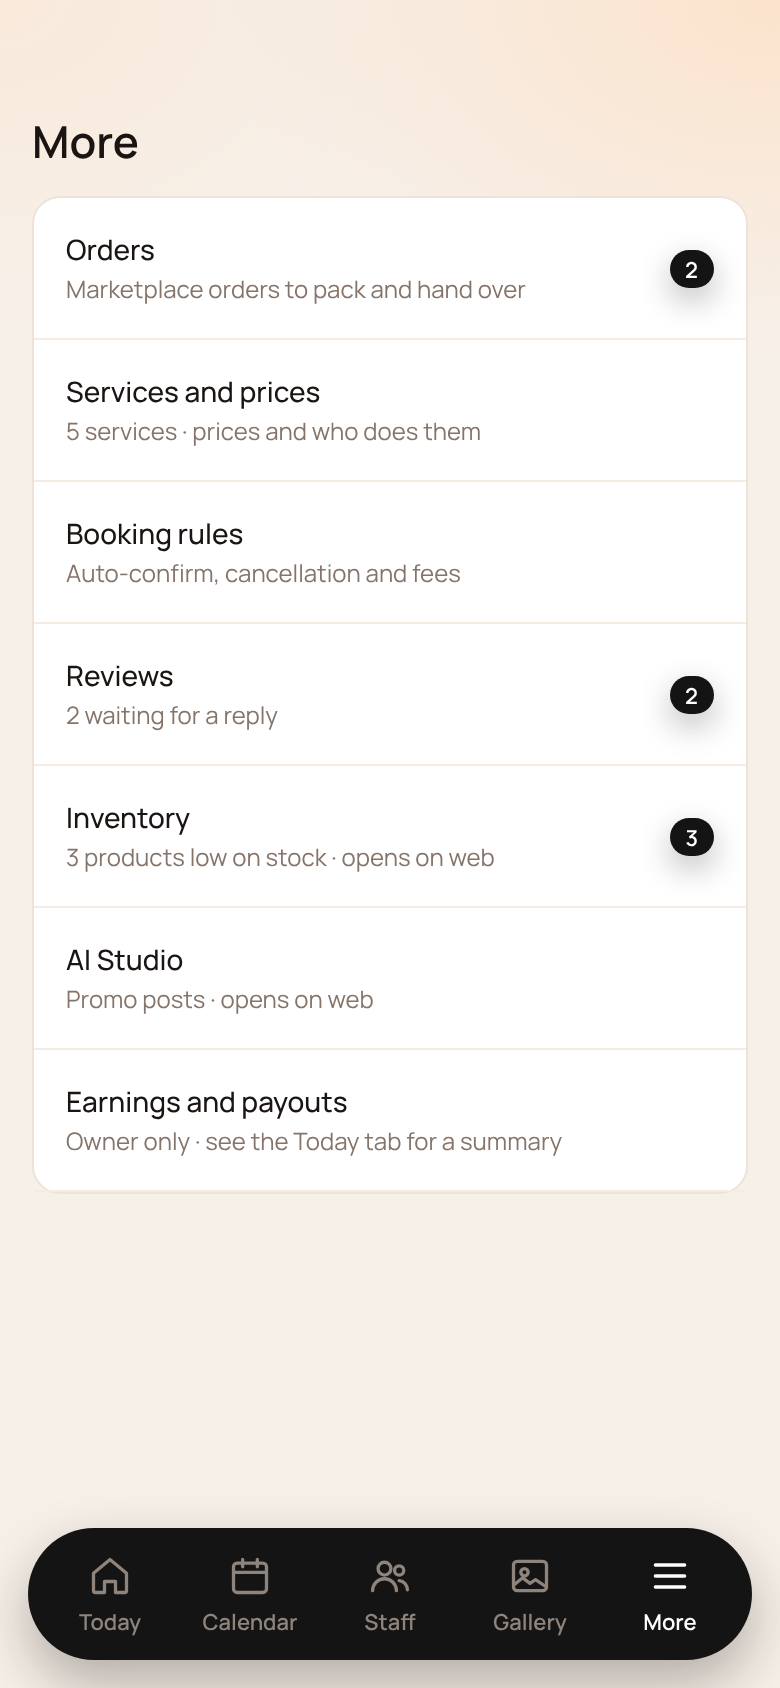 More
Orders
Marketplace orders to pack and hand over
2
Services and prices
5 services · prices and who does them
Booking rules
Auto-confirm, cancellation and fees
Reviews
2 waiting for a reply
2
Inventory
3 products low on stock · opens on web
3
AI Studio
Promo posts · opens on web
Earnings and payouts
Owner only · see the Today tab for a summary
Today
Calendar
Staff
Gallery
More